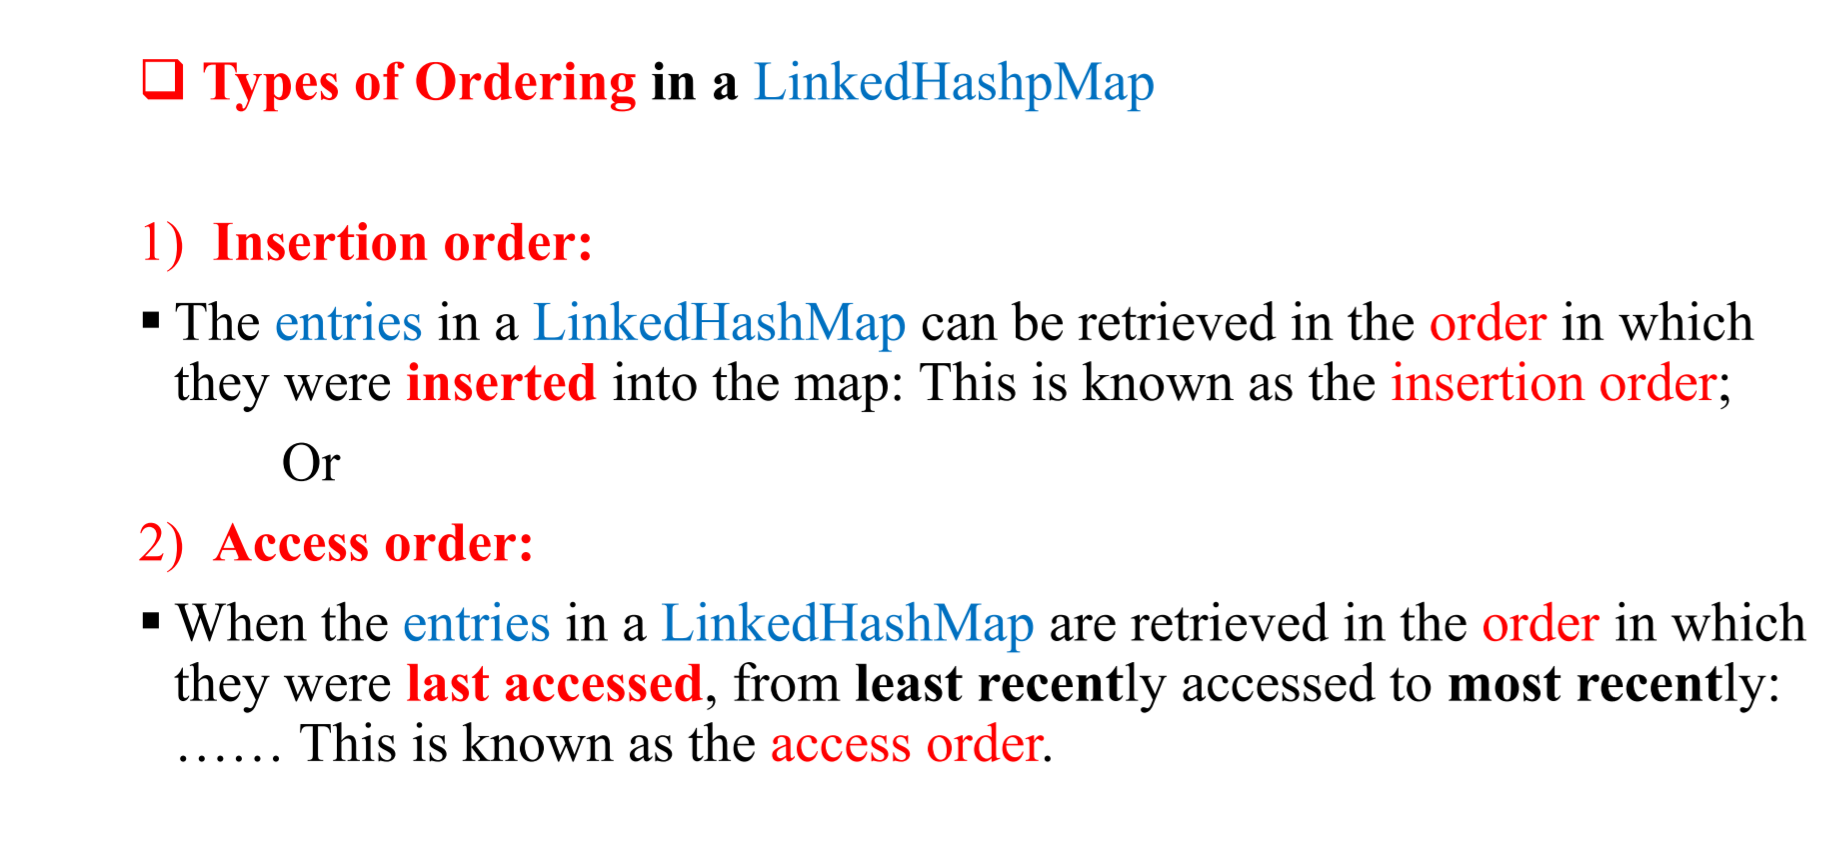 ❑ Types of Ordering in a LinkedHashpMap
1) Insertion order:
▪ The entries in a LinkedHashMap can be retrieved in the order in which
they were inserted into the map: This is known as the insertion order;
Or
2) Access order:
▪ When the entries in a LinkedHashMap are retrieved in the order in which
they were last accessed, from least recently accessed to most recently:
…… This is known as the access order.